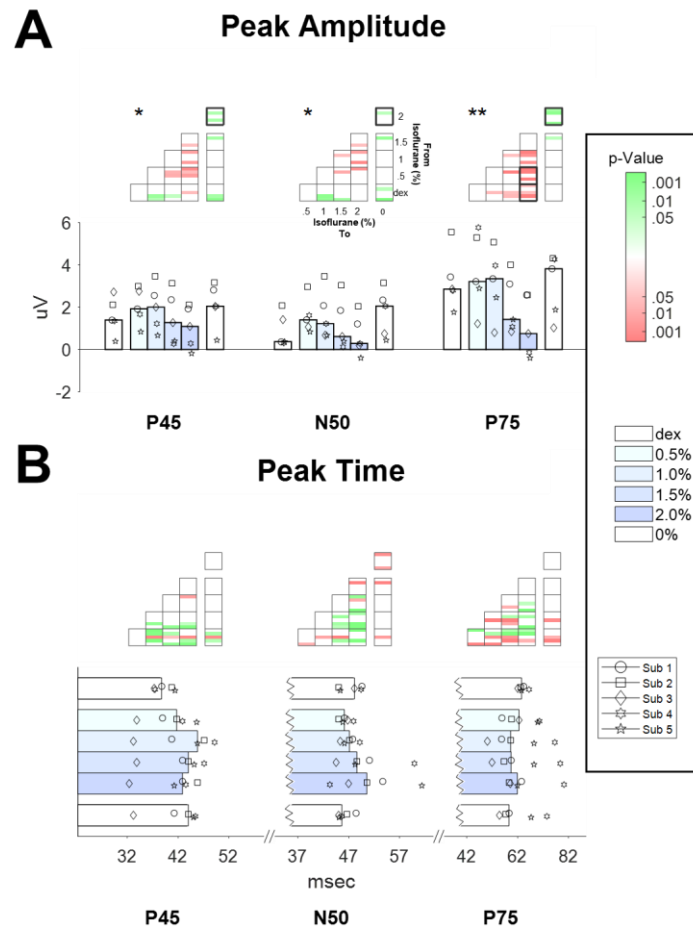 A
Peak Amplitude
*
*
**
2
1.5
1
.5
dex
From
Isoflurane (%)
.5
1
1.5
2
0
Isoflurane (%)
To
p-Value
.001
.01
.05
.05
.01
.001
6
4
2
0
-2
uV
P45
N50
P75
dex
0.5%
1.0%
1.5%
2.0%
0%
B
Peak Time
Sub 1
Sub 2
Sub 3
Sub 4
Sub 5
32
42
52
37
47
57
42
62
82
msec
P45
N50
P75